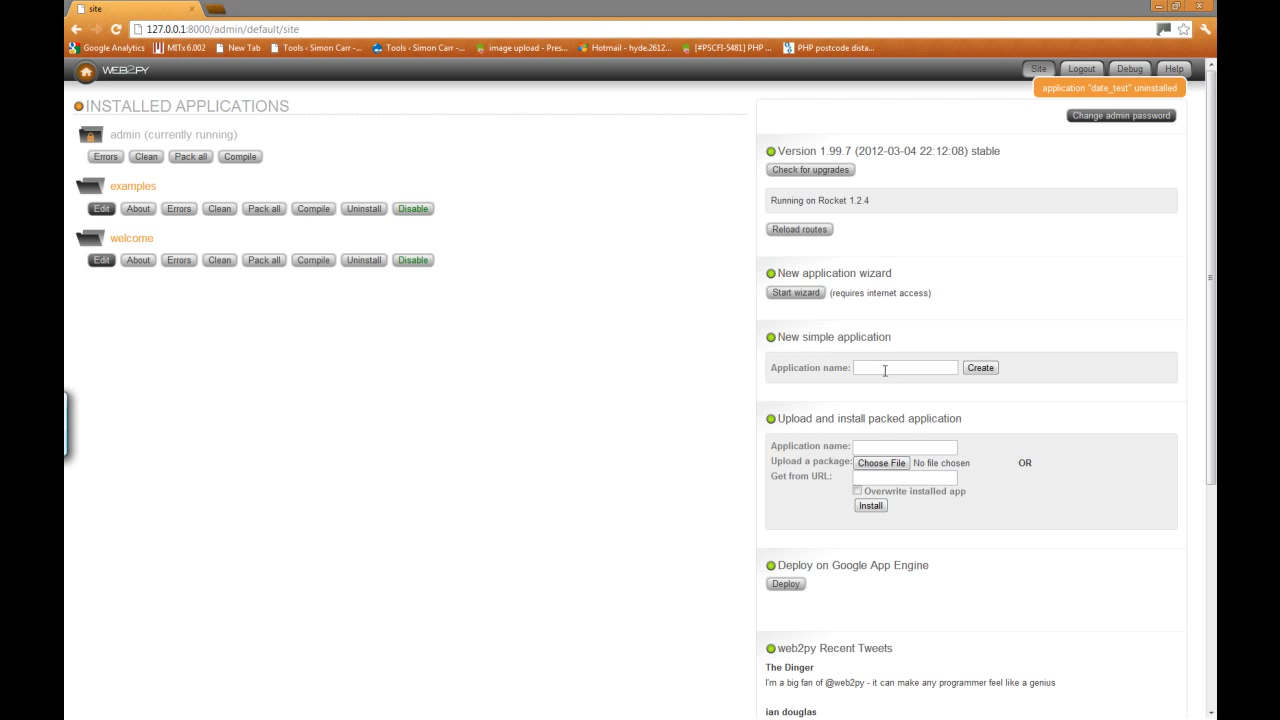 site
127.0.0.1:8000/admin/default/site
Google Analytics MITx 6.002 New Tab Tools ‹ Simon Carr -... Tools ‹ Simon Carr -... image upload - Pres... Hotmail - hyde.2612... [#PSCFI-5481] PHP ... PHP postcode dista...
WEB2PY
Site Logout Debug Help
application "date_test" uninstalled
INSTALLED APPLICATIONS
admin (currently running)
Errors Clean Pack all Compile
examples
Edit About Errors Clean Pack all Compile Uninstall Disable
welcome
Edit About Errors Clean Pack all Compile Uninstall Disable
Change admin password
Version 1.99.7 (2012-03-04 22:12:08) stable
Check for upgrades
Running on Rocket 1.2.4
Reload routes
New application wizard
Start wizard (requires internet access)
New simple application
Application name: Create
Upload and install packed application
Application name:
Upload a package: Choose File No file chosen OR
Get from URL:
Overwrite installed app
Install
Deploy on Google App Engine
Deploy
web2py Recent Tweets
The Dinger
I'm a big fan of @web2py - it can make any programmer feel like a genius
ian douglas